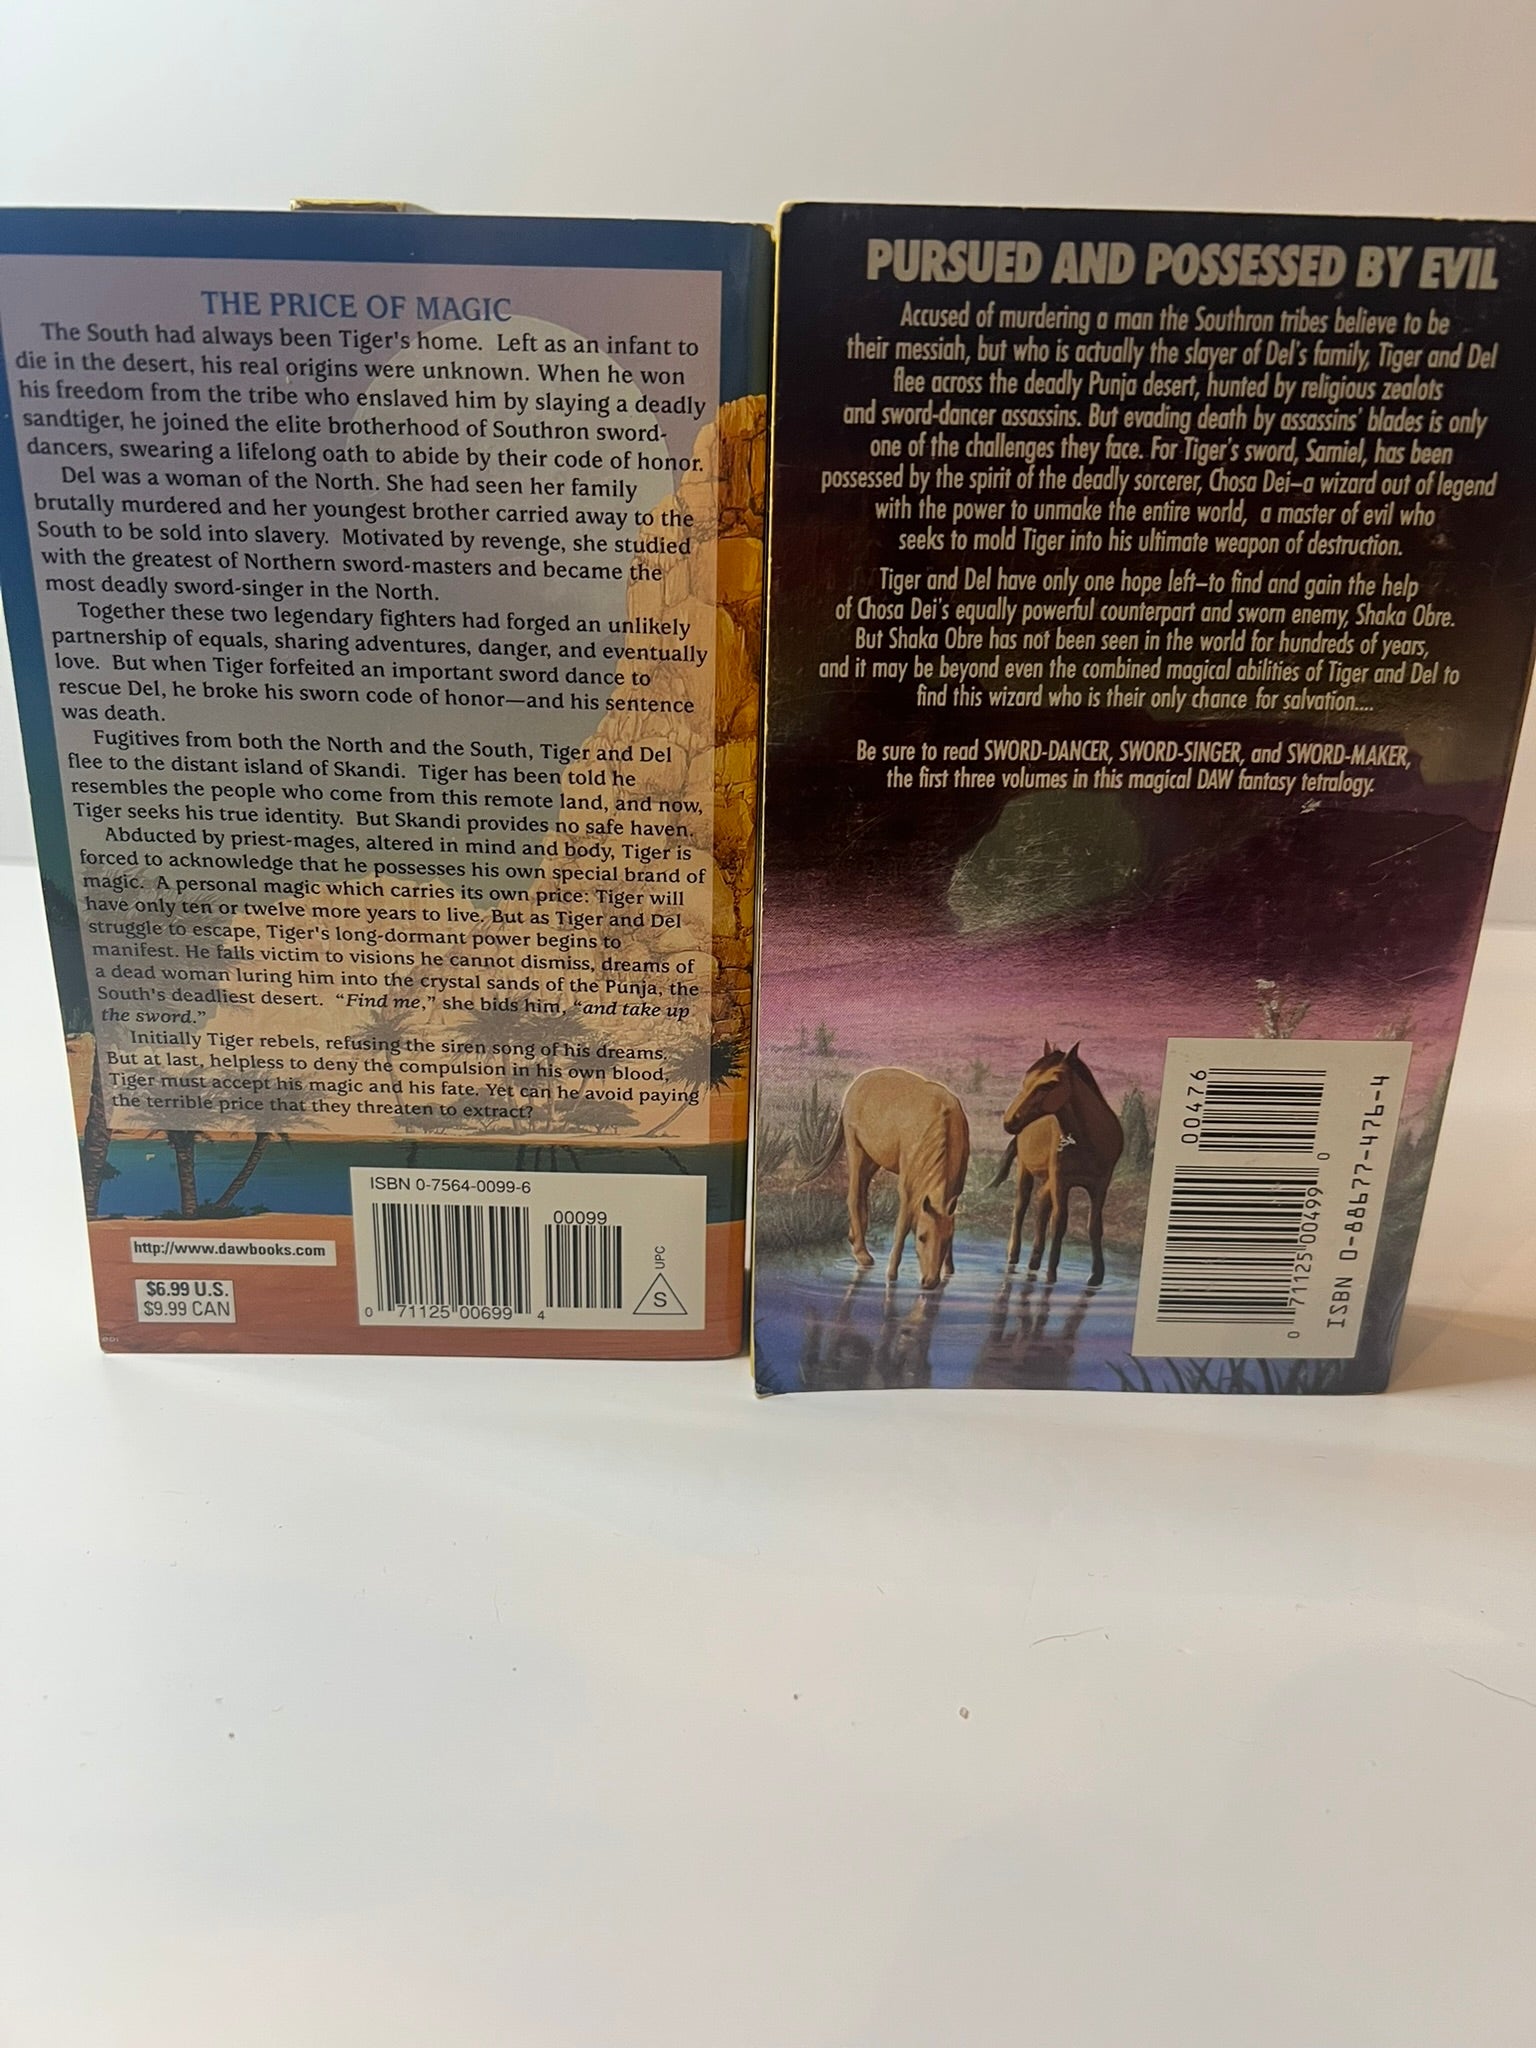 THE PRICE OF MAGIC
The South had always been Tiger's home. Left as an infant to
die in the desert, his real origins were unknown. When he won
his freedom from the tribe who enslaved him by slaying a deadly
sandtiger, he joined the elite brotherhood of Southron sword-
dancers, swearing a lifelong oath to abide by their code of honor.
Del was a woman of the North. She had seen her family
brutally murdered and her youngest brother carried away to the
South to be sold into slavery. Motivated by revenge, she studied
with the greatest of Northern sword-masters and became the
most deadly sword-singer in the North.
Together these two legendary fighters had forged an unlikely
partnership of equals, sharing adventures, danger, and eventually
love. But when Tiger forfeited an important sword dance to
rescue Del, he broke his sworn code of honor—and his sentence
was death.
Fugitives from both the North and the South, Tiger and Del
flee to the distant island of Skandi. Tiger has been told he
resembles the people who come from this remote land, and now,
Tiger seeks his true identity. But Skandi provides no safe haven.
Abducted by priest-mages, altered in mind and body, Tiger is
forced to acknowledge that he possesses his own special brand of
magic. A personal magic which carries its own price: Tiger will
have only ten or twelve more years to live. But as Tiger and Del
struggle to escape, Tiger's long-dormant power begins to
manifest. He falls victim to visions he cannot dismiss, dreams of
a dead woman luring him into the crystal sands of the Punja, the
South's deadliest desert. "Find me," she bids him, "and take up
the sword."
Initially Tiger rebels, refusing the siren song of his dreams.
But at last, helpless to deny the compulsion in his own blood,
Tiger must accept his magic and his fate. Yet can he avoid paying
the terrible price that they threaten to extract?
ISBN 0-7564-0099-6
00099
http://www.dawbooks.com
$6.99 U.S.
$9.99 CAN
0 71125 00699 4
UPC
S
PURSUED AND POSSESSED BY EVIL
Accused of murdering a man the Southron tribes believe to be
their messiah, but who is actually the slayer of Del's family, Tiger and Del
flee across the deadly Punja desert, hunted by religious zealots
and sword-dancer assassins. But evading death by assassins' blades is only
one of the challenges they face. For Tiger's sword, Samiel, has been
possessed by the spirit of the deadly sorcerer, Chosa Dei—a wizard out of legend
with the power to unmake the entire world, a master of evil who
seeks to mold Tiger into his ultimate weapon of destruction.
Tiger and Del have only one hope left—to find and gain the help
of Chosa Dei's equally powerful counterpart and sworn enemy, Shaka Obre.
But Shaka Obre has not been seen in the world for hundreds of years,
and it may be beyond even the combined magical abilities of Tiger and Del to
find this wizard who is their only chance for salvation....
Be sure to read SWORD-DANCER, SWORD-SINGER, and SWORD-MAKER,
the first three volumes in this magical DAW fantasy tetralogy.
00476
0 71125 00499 0
ISBN 0-88677-476-4